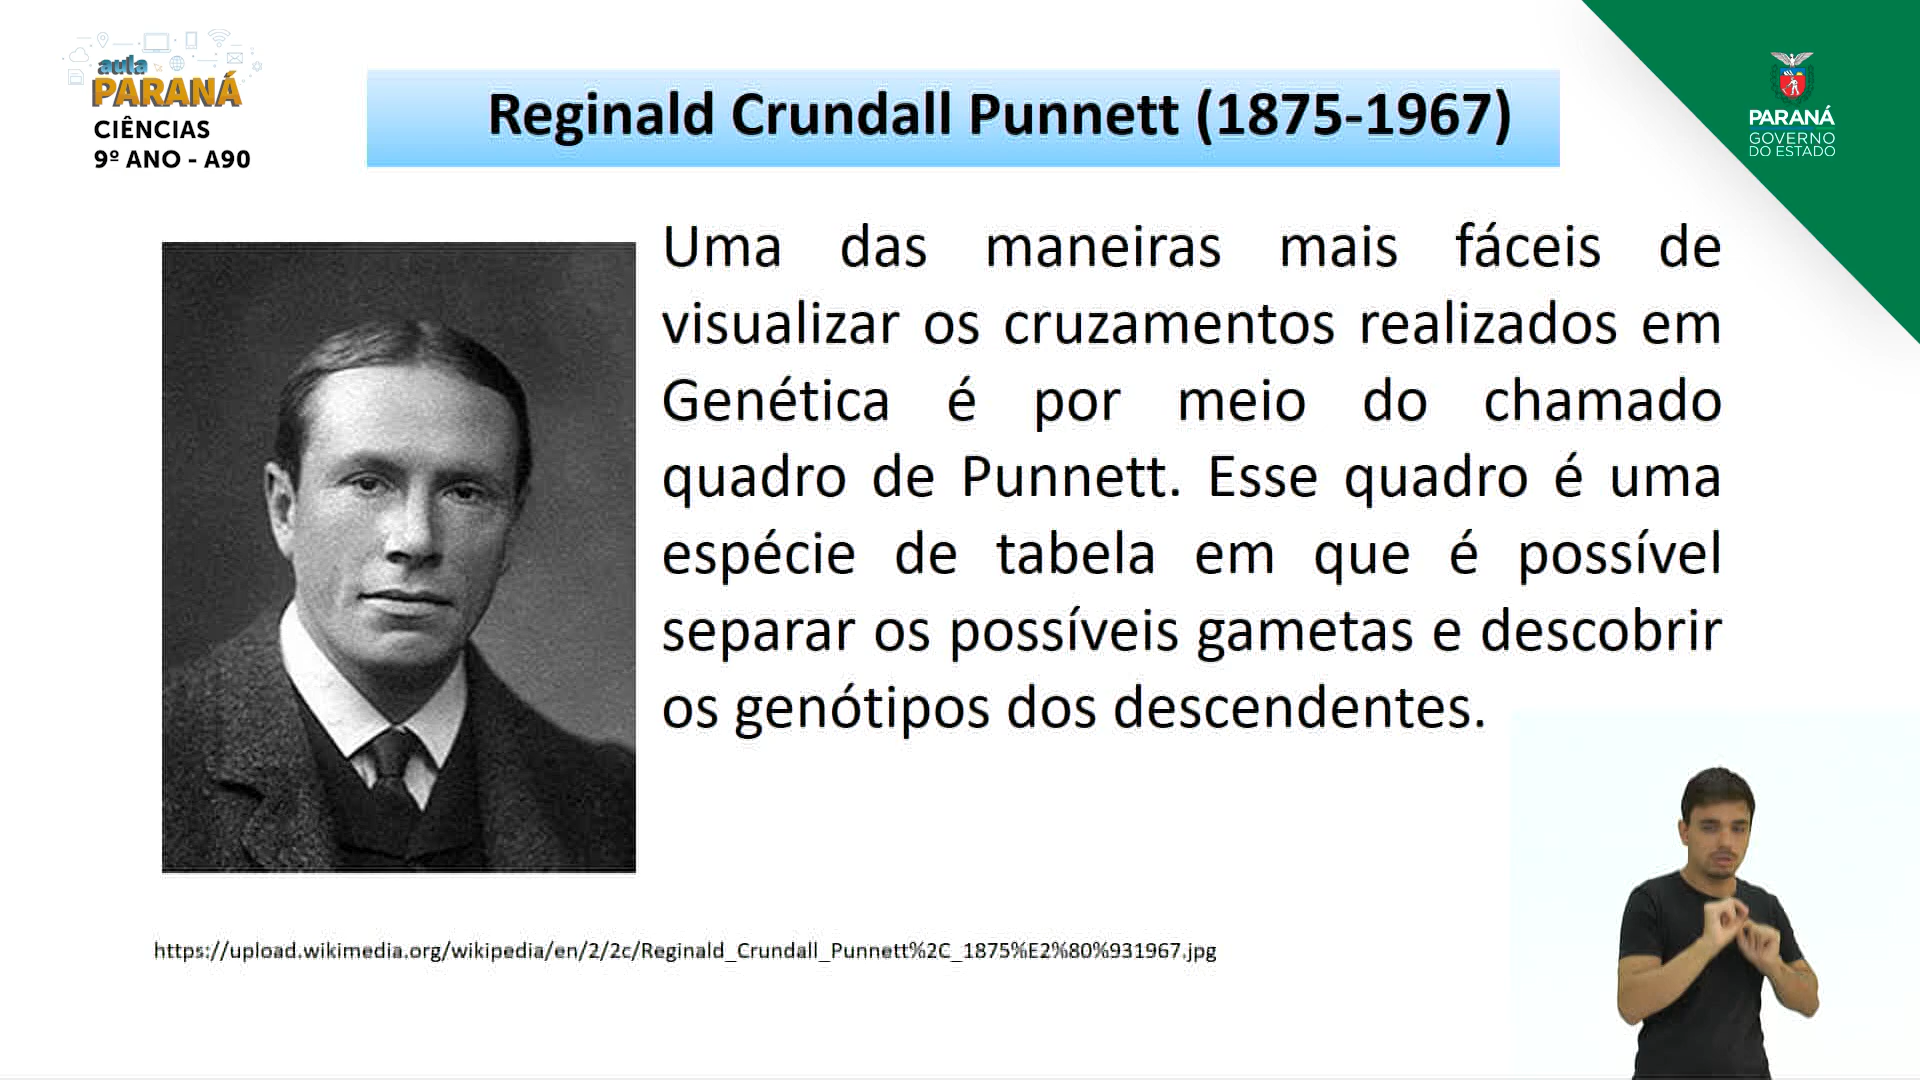 aula
PARANÁ
CIÊNCIAS
9º ANO - A90
Reginald Crundall Punnett (1875-1967)
PARANÁ
GOVERNO
DO ESTADO
Uma das maneiras mais fáceis de
visualizar os cruzamentos realizados em
Genética é por meio do chamado
quadro de Punnett. Esse quadro é uma
espécie de tabela em que é possível
separar os possíveis gametas e descobrir
os genótipos dos descendentes.
https://upload.wikimedia.org/wikipedia/en/2/2c/Reginald_Crundall_Punnett%2C_1875%E2%80%931967.jpg